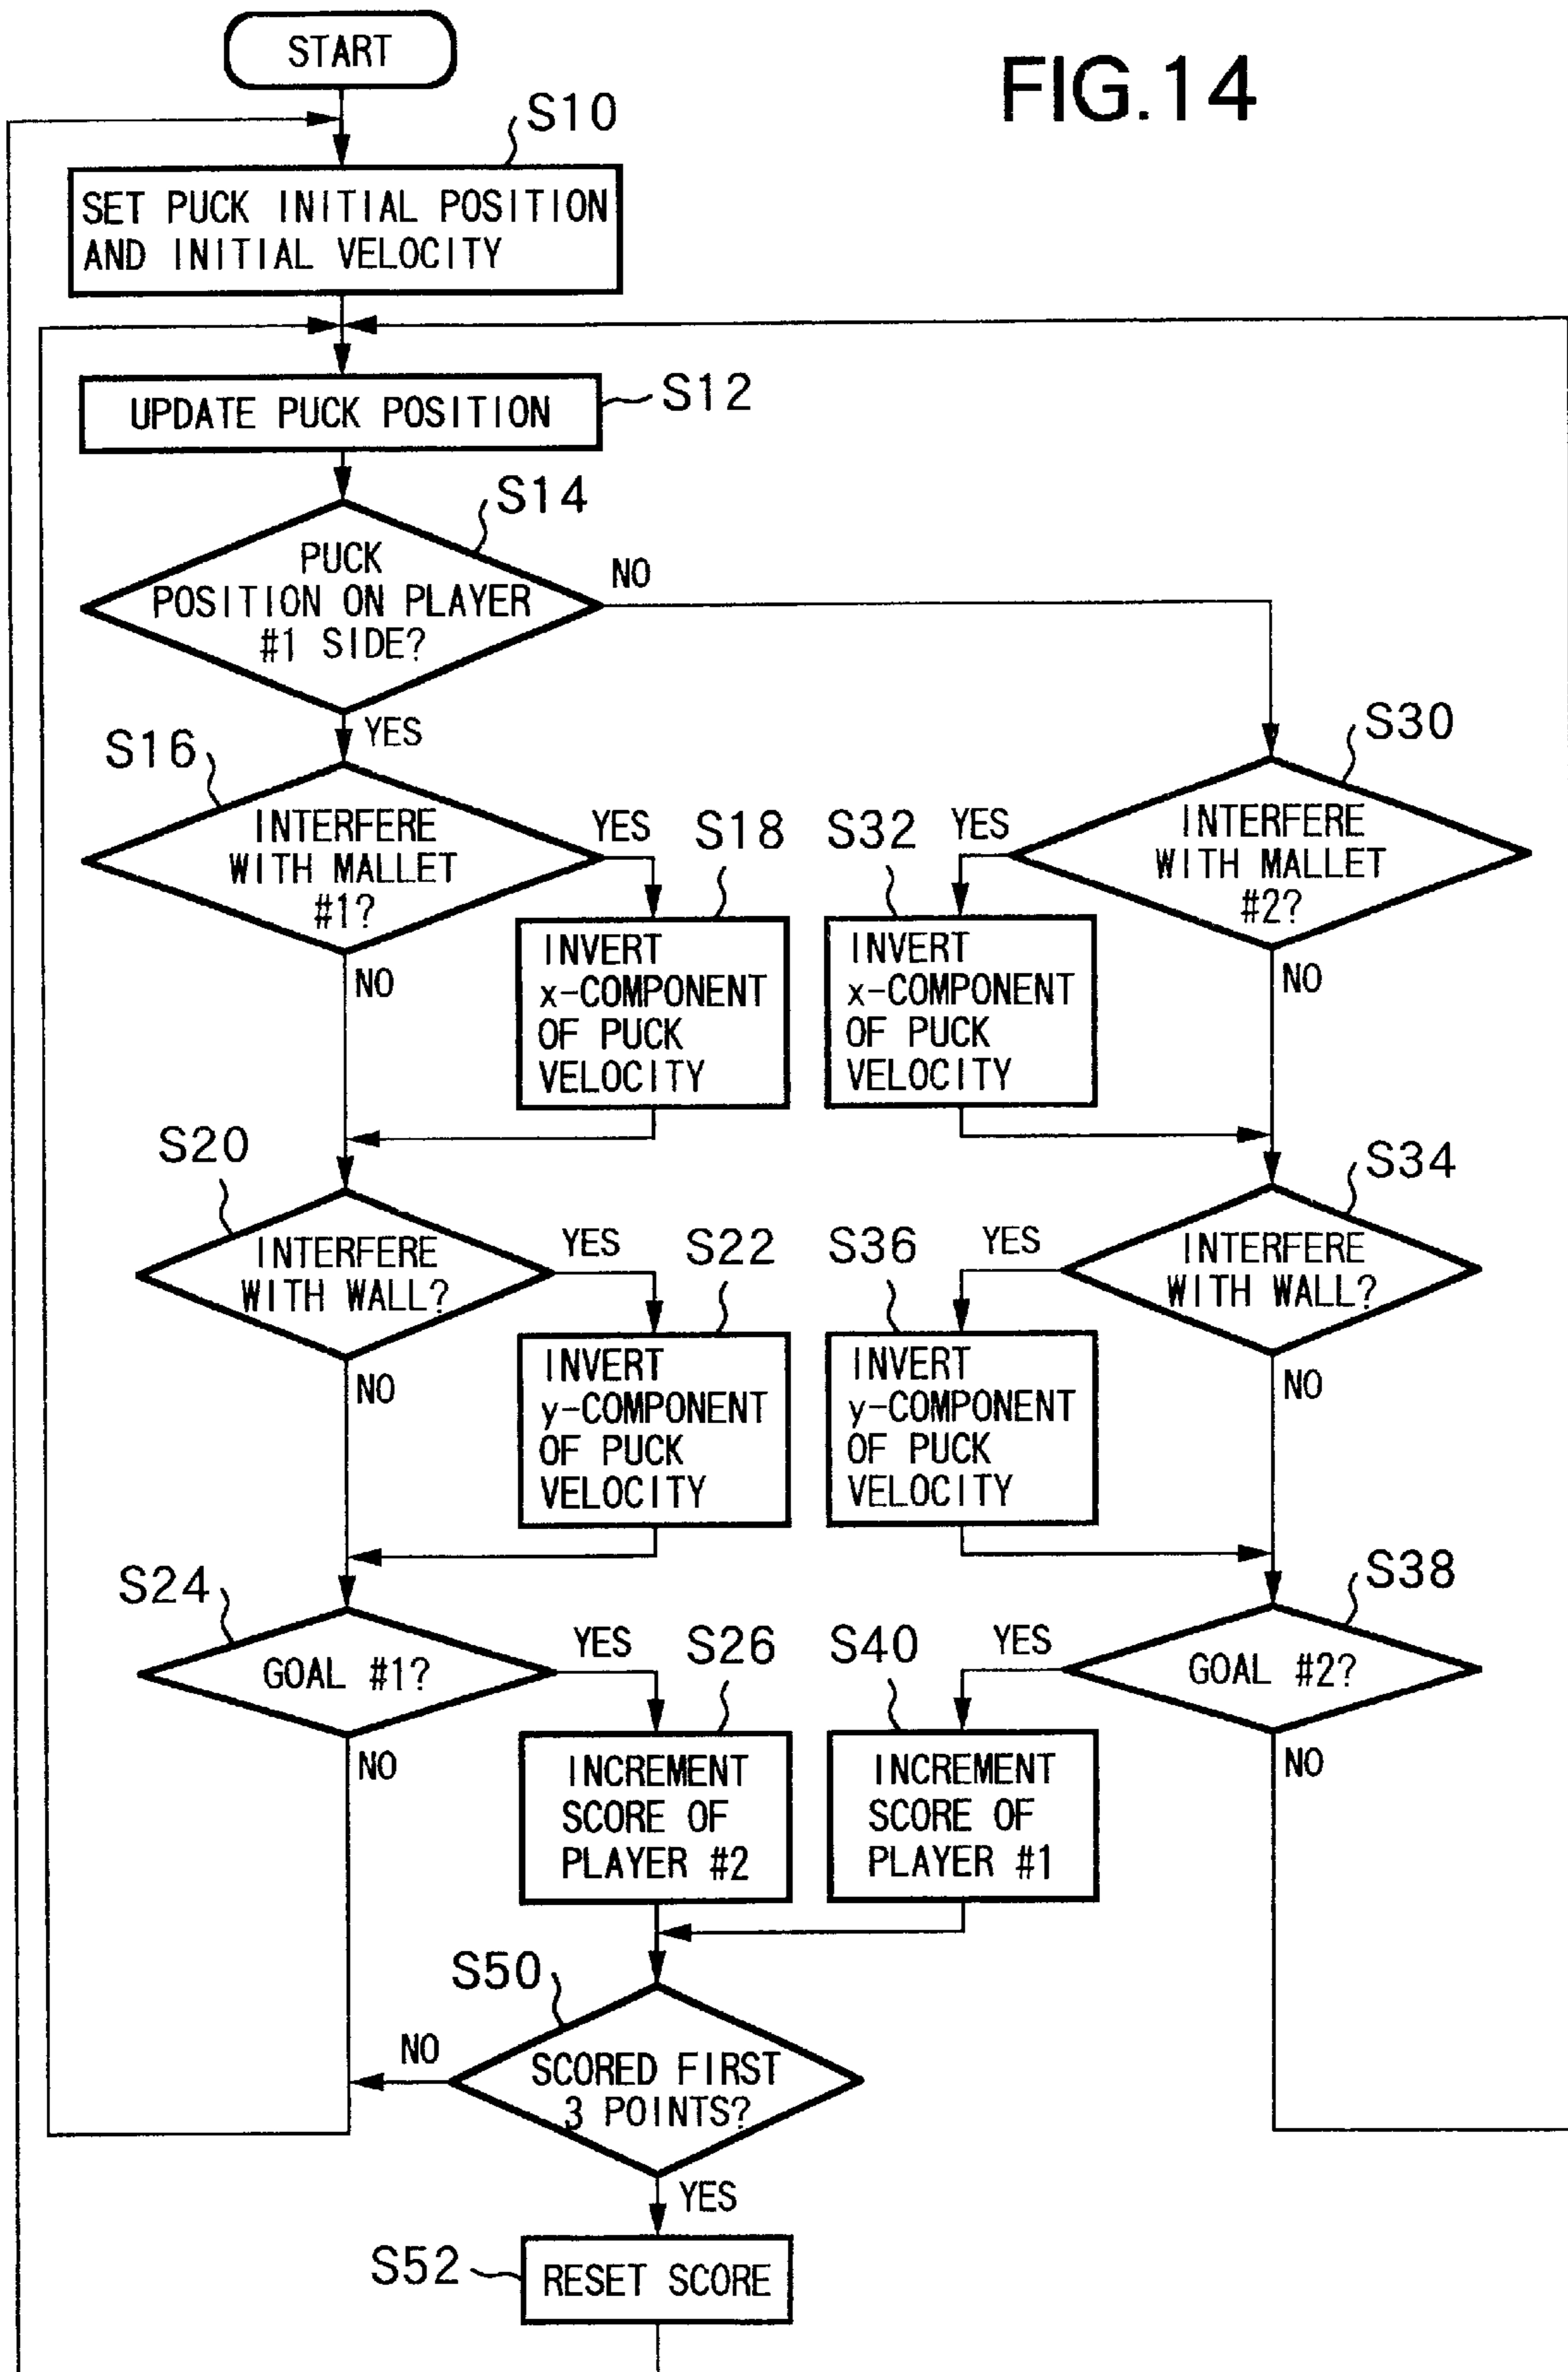 START
FIG.14
S10
SET PUCK INITIAL POSITION
AND INITIAL VELOCITY
UPDATE PUCK POSITION
S12
S14
PUCK
POSITION ON PLAYER
#1 SIDE?
NO
YES
S16
INTERFERE
WITH MALLET
#1?
YES
NO
S18
INVERT
x-COMPONENT
OF PUCK
VELOCITY
S30
INTERFERE
WITH MALLET
#2?
YES
NO
S32
INVERT
x-COMPONENT
OF PUCK
VELOCITY
S20
INTERFERE
WITH WALL?
YES
NO
S22
INVERT
y-COMPONENT
OF PUCK
VELOCITY
S34
INTERFERE
WITH WALL?
YES
NO
S36
INVERT
y-COMPONENT
OF PUCK
VELOCITY
S24
GOAL #1?
YES
NO
S26
INCREMENT
SCORE OF
PLAYER #2
S38
GOAL #2?
YES
NO
S40
INCREMENT
SCORE OF
PLAYER #1
S50
SCORED FIRST
3 POINTS?
NO
YES
S52
RESET SCORE